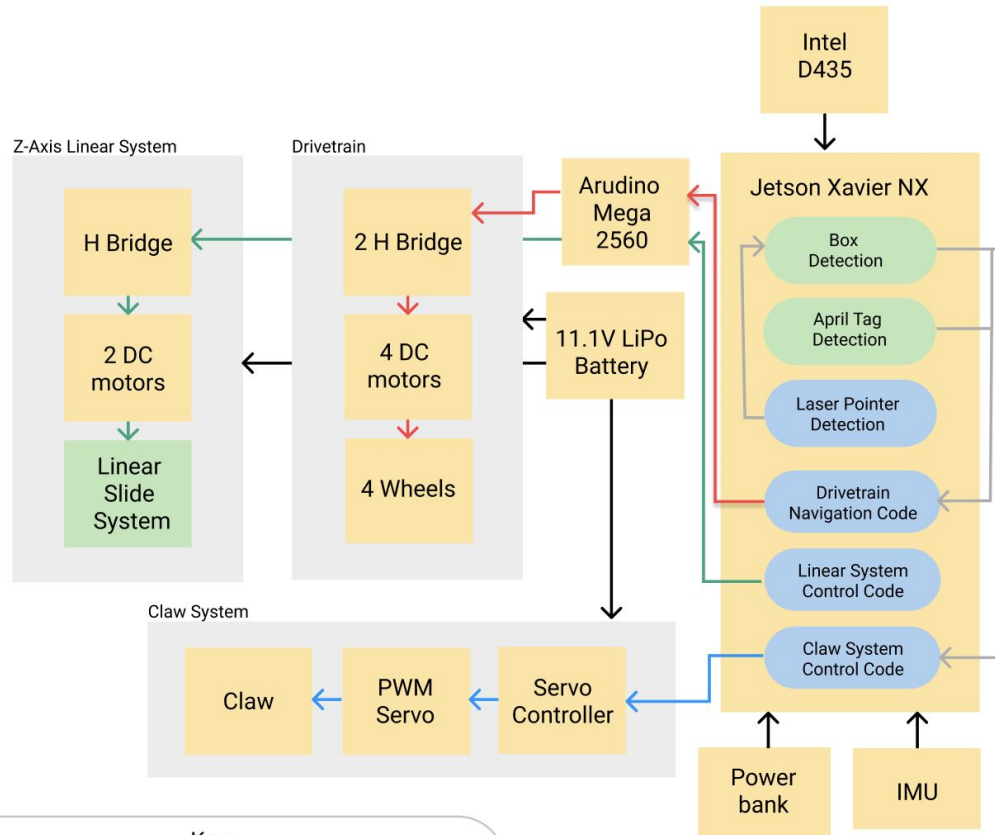 Intel
D435
Z-Axis Linear System
Drivetrain
H Bridge
2 H Bridge
Arudino
Mega
2560
Jetson Xavier NX
Box
Detection
April Tag
Detection
2 DC
motors
4 DC
motors
11.1V LiPo
Battery
Laser Pointer
Detection
Linear
Slide
System
4 Wheels
Drivetrain
Navigation Code
Linear System
Control Code
Claw System
Claw System
Control Code
Claw
PWM
Servo
Servo
Controller
Power
bank
IMU